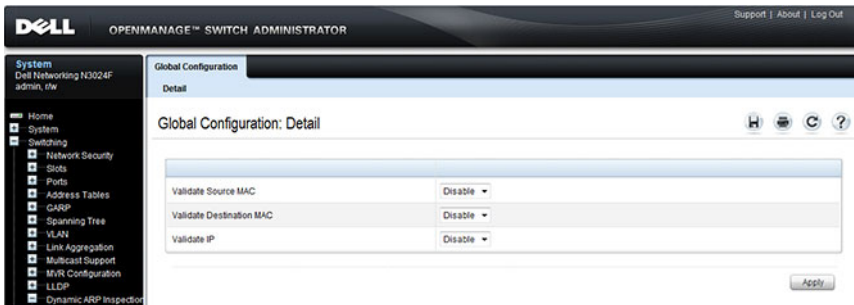 DELL
OPENMANAGE™ SWITCH ADMINISTRATOR
Support | About | Log Out
System
Dell Networking N3024F
admin, r/w
Global Configuration
Detail
Home
System
Switching
Network Security
Slots
Ports
Address Tables
GARP
Spanning Tree
VLAN
Link Aggregation
Multicast Support
MVR Configuration
LLDP
Dynamic ARP Inspection
Global Configuration: Detail
Validate Source MAC Disable
Validate Destination MAC Disable
Validate IP Disable
Apply